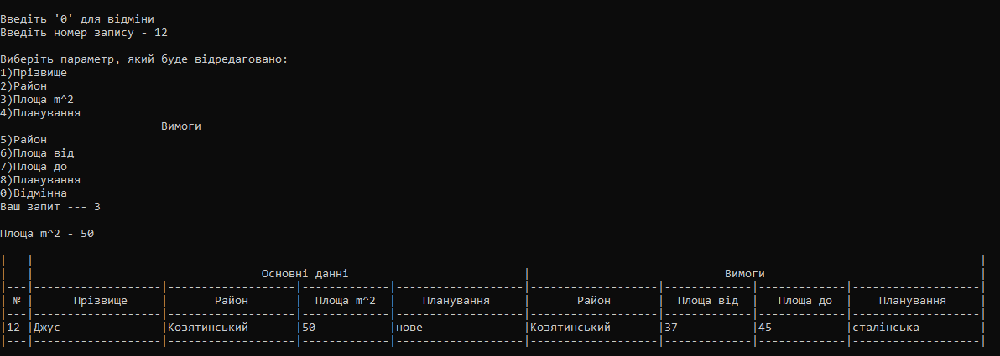 Введіть '0' для відміни
Введіть номер запису - 12
Виберіть параметр, який буде відредаговано:
1)Прізвище
2)Район
3)Площа m^2
4)Планування
Вимоги
5)Район
6)Площа від
7)Площа до
8)Планування
0)Відмінна
Ваш запит --- 3
Площа m^2 - 50
|---|---------------------------------------------------------------------------------------------------------------------------------------------|
|   |                                  Основні данні                          |                             Вимоги                                |
|---|-------------------|-------------------|-------------|-------------------|-------------------|-------------|-------------|-------------------|
| № |      Прізвище     |       Район       |  Площа m^2  |    Планування     |       Район       |  Площа від  |   Площа до  |    Планування     |
|---|-------------------|-------------------|-------------|-------------------|-------------------|-------------|-------------|-------------------|
|12 |Джус               |Козятинський       |50           |нове               |Козятинський       |37           |45           |сталінська         |
|---|-------------------|-------------------|-------------|-------------------|-------------------|-------------|-------------|-------------------|